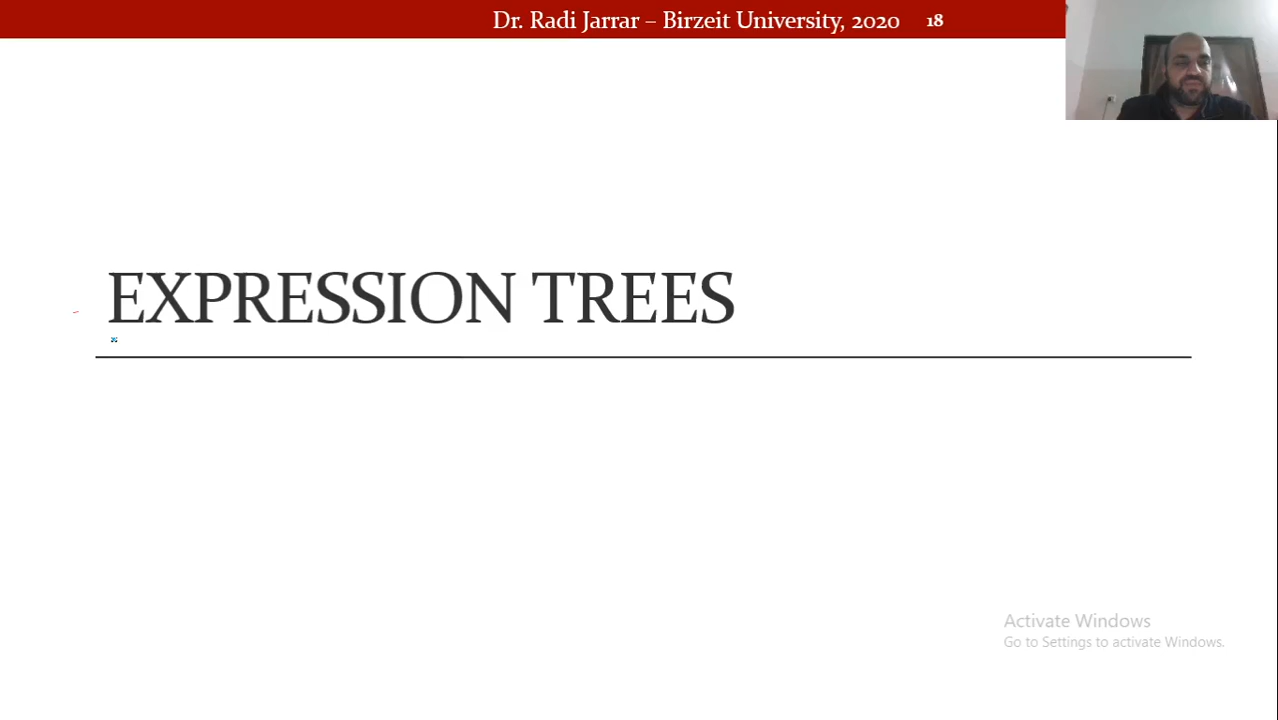 Dr. Radi Jarrar – Birzeit University, 2020 18
EXPRESSION TREES
Activate Windows
Go to Settings to activate Windows.